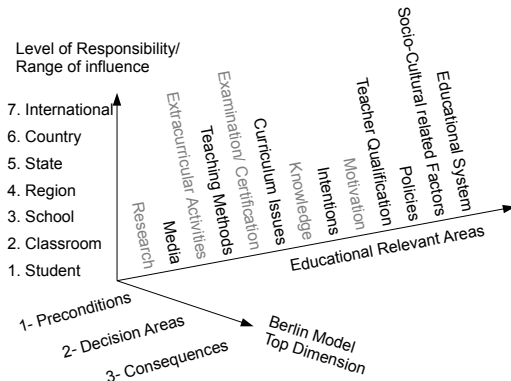 Level of Responsibility/
Range of influence
7. International
6. Country
5. State
4. Region
3. School
2. Classroom
1. Student
Research
Media
Extracurricular Activities
Teaching Methods
Examination/ Certification
Curriculum Issues
Knowledge
Intentions
Motivation
Teacher Qualification
Policies
Socio-Cultural related Factors
Educational System
Educational Relevant Areas
1- Preconditions
2- Decision Areas
3- Consequences
Berlin Model
Top Dimension